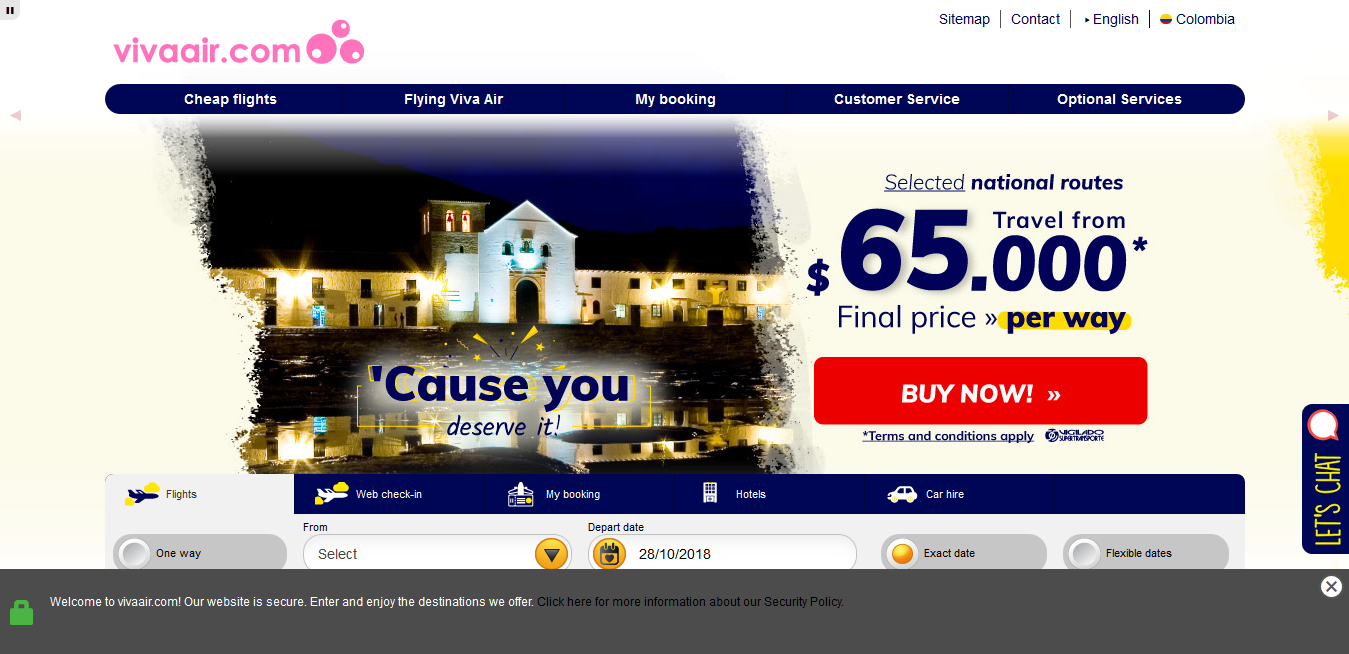 Sitemap
Contact
English
Colombia
vivaair.com
Cheap flights
Flying Viva Air
My booking
Customer Service
Optional Services
Selected national routes
Travel from
$65.000*
Final price » per way
'Cause you
deserve it!
BUY NOW! »
*Terms and conditions apply
VIGILADO
SUPERTRANSPORTE
LET'S CHAT
Flights
Web check-in
My booking
Hotels
Car hire
From
Depart date
One way
Select
28/10/2018
Exact date
Flexible dates
Welcome to vivaair.com! Our website is secure. Enter and enjoy the destinations we offer. Click here for more information about our Security Policy.